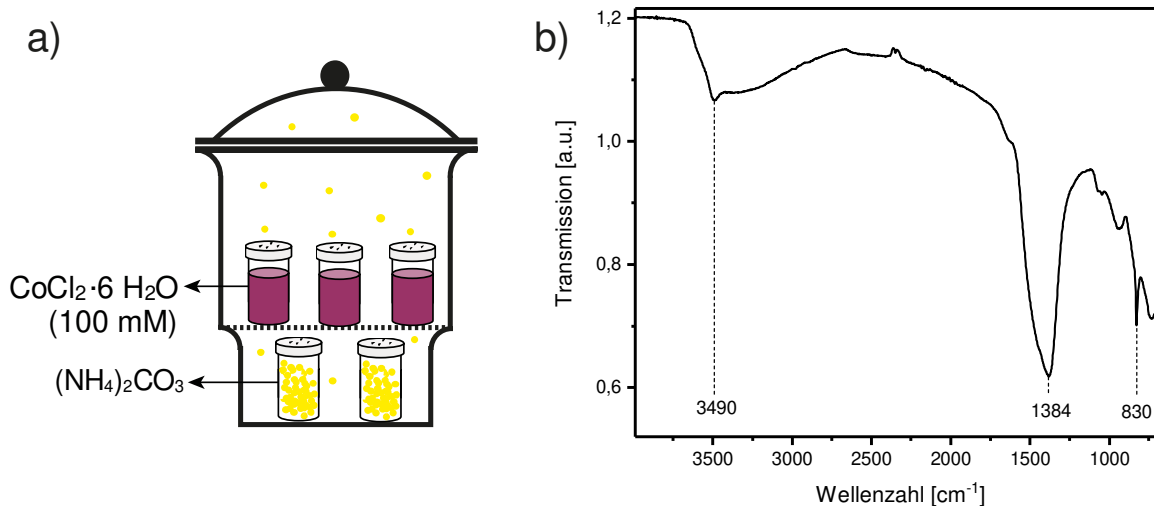 a)
CoCl₂·6 H₂O
(100 mM)
(NH₄)₂CO₃
b)
Transmission [a.u.]
1,2
1,0
0,8
0,6
3490
1384
830
3500
3000
2500
2000
1500
1000
Wellenzahl [cm⁻¹]